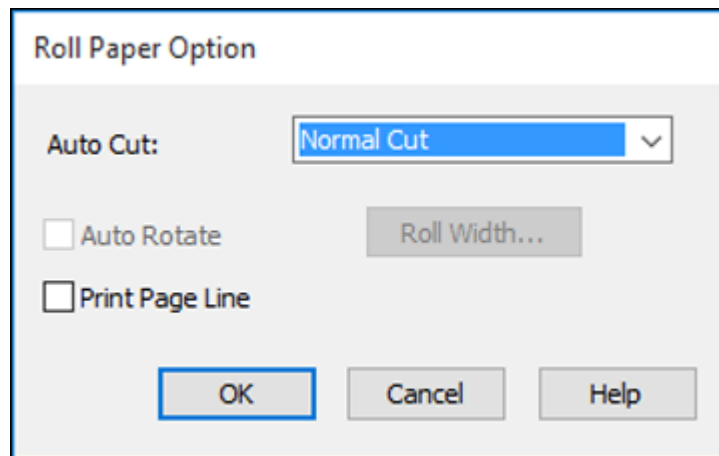 Roll Paper Option
Auto Cut: Normal Cut
Auto Rotate Roll Width...
Print Page Line
OK Cancel Help